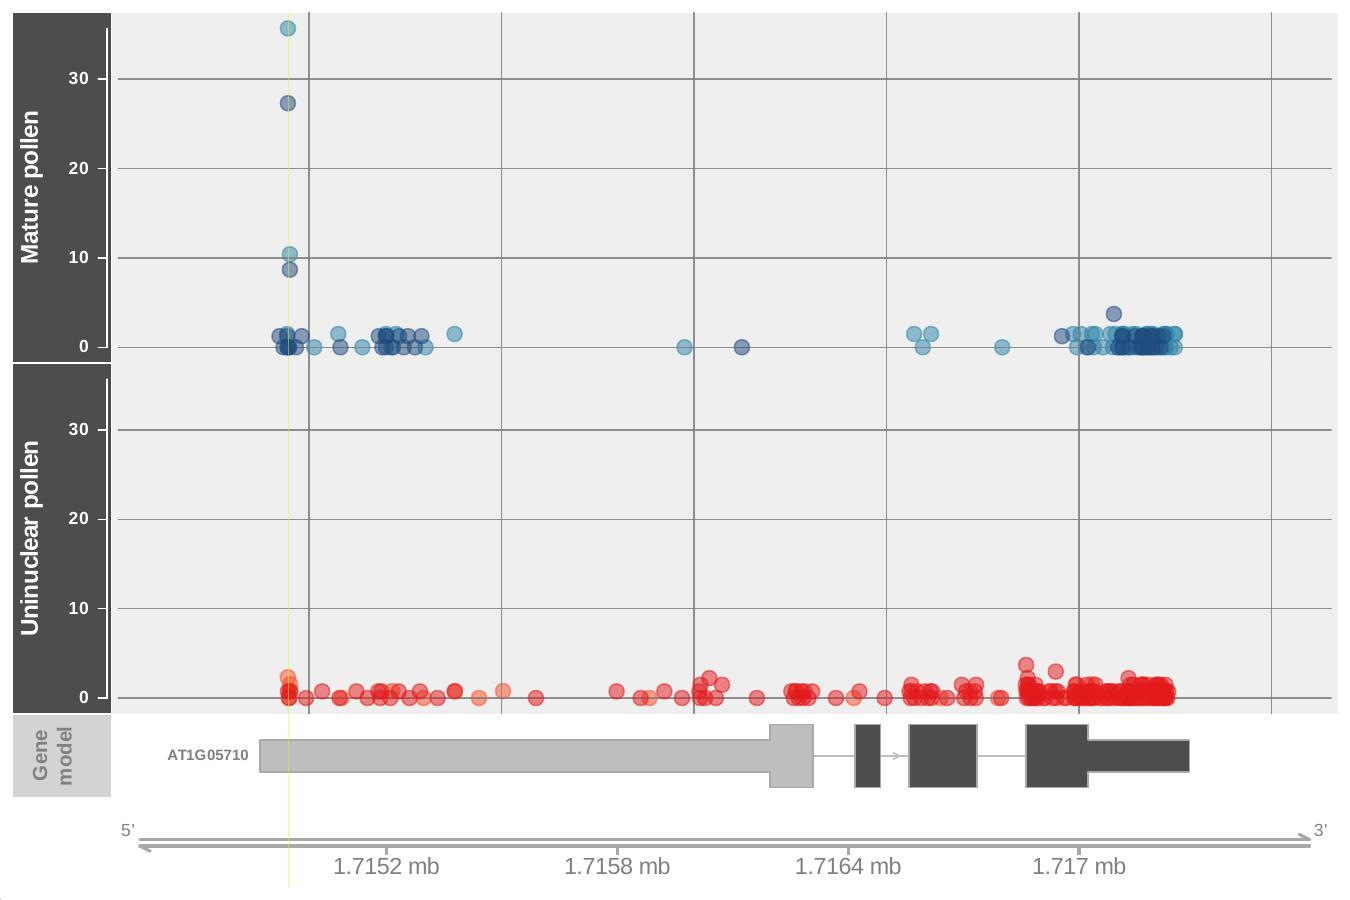 Mature pollen
30
20
10
0
Uninuclear pollen
30
20
10
0
Gene
model
AT1G05710
5'
3'
1.7152 mb
1.7158 mb
1.7164 mb
1.717 mb